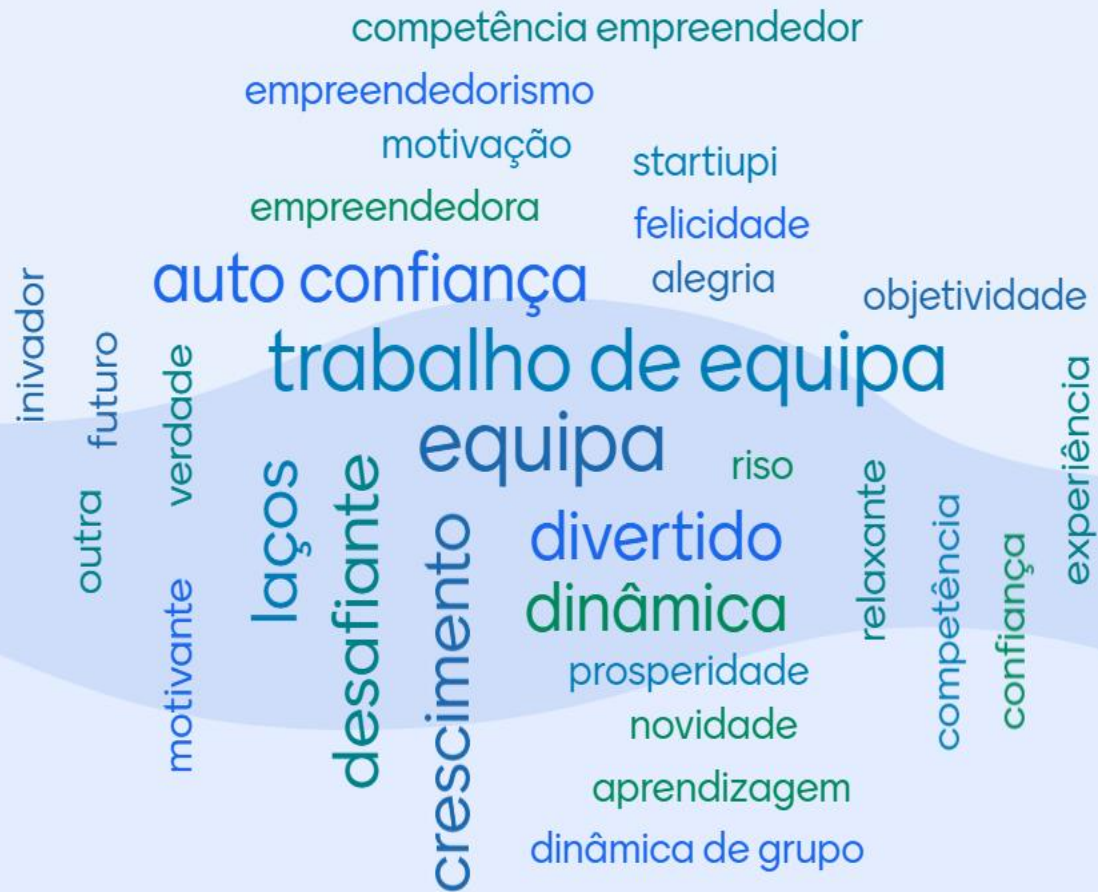 competência empreendedor
empreendedorismo
motivação
startiupi
empreendedora
felicidade
auto confiança
alegria
objetividade
inivador
futuro
verdade
trabalho de equipa
experiência
equipa
riso
outra
laços
desafiante
crescimento
divertido
relaxante
competência
confiança
dinâmica
motivante
prosperidade
novidade
aprendizagem
dinâmica de grupo